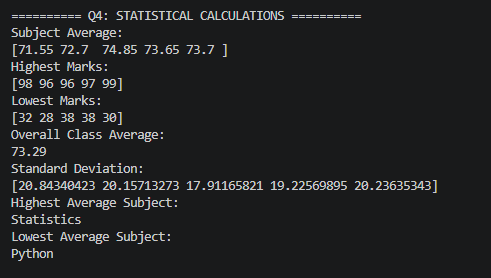 ========== Q4: STATISTICAL CALCULATIONS ==========
Subject Average:
[71.55 72.7  74.85 73.65 73.7 ]
Highest Marks:
[98 96 96 97 99]
Lowest Marks:
[32 28 38 38 30]
Overall Class Average:
73.29
Standard Deviation:
[20.84340423 20.15713273 17.91165821 19.22569895 20.23635343]
Highest Average Subject:
Statistics
Lowest Average Subject:
Python